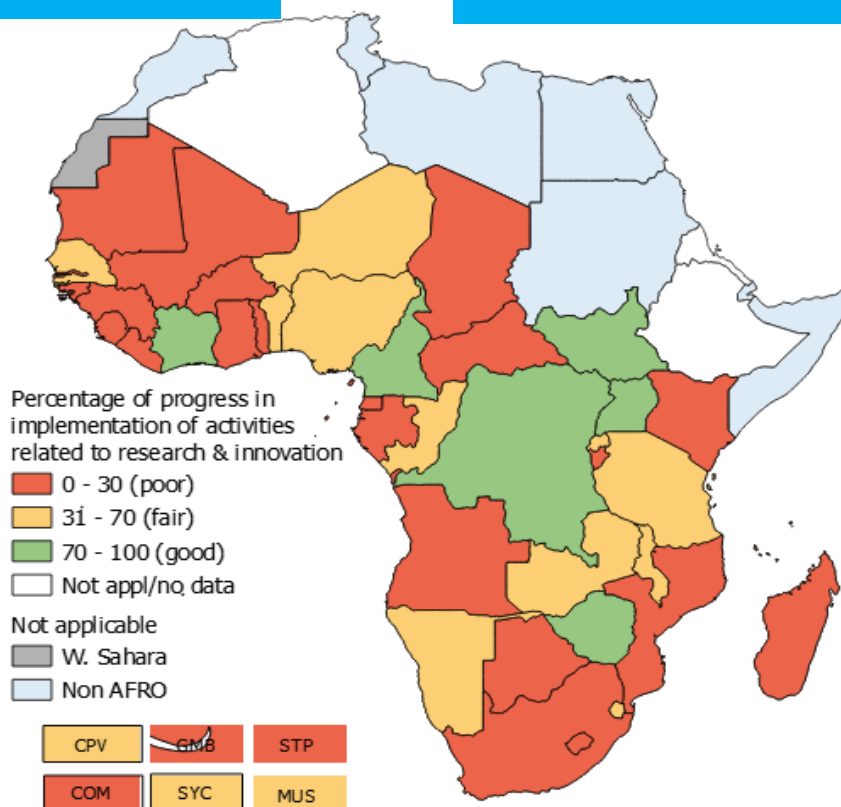 Percentage of progress in
implementation of activities
related to research & innovation
0 - 30 (poor)
31 - 70 (fair)
70 - 100 (good)
Not appl/no data
Not applicable
W. Sahara
Non AFRO
CPV GMB STP
COM SYC MUS